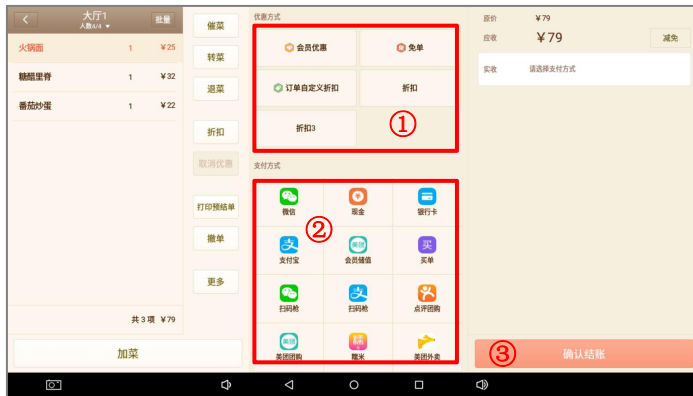 大厅1
人数4/4 ▼
批量
火锅面 1 ¥25
糖醋里脊 1 ¥32
番茄炒蛋 1 ¥22
共 3 项 ¥79
加菜
催菜
转菜
退菜
折扣
取消优惠
打印预结单
撤单
更多
优惠方式
会员优惠
免单
订单自定义折扣
折扣
折扣3
①
支付方式
微信
现金
银行卡
②
支付宝
美团
会员储值
买
买单
扫码枪
扫码枪
点评团购
美团
美团团购
糯
糯米
美团外卖
原价 ¥79
应收 ¥79
减免
实收 请选择支付方式
③
确认结账